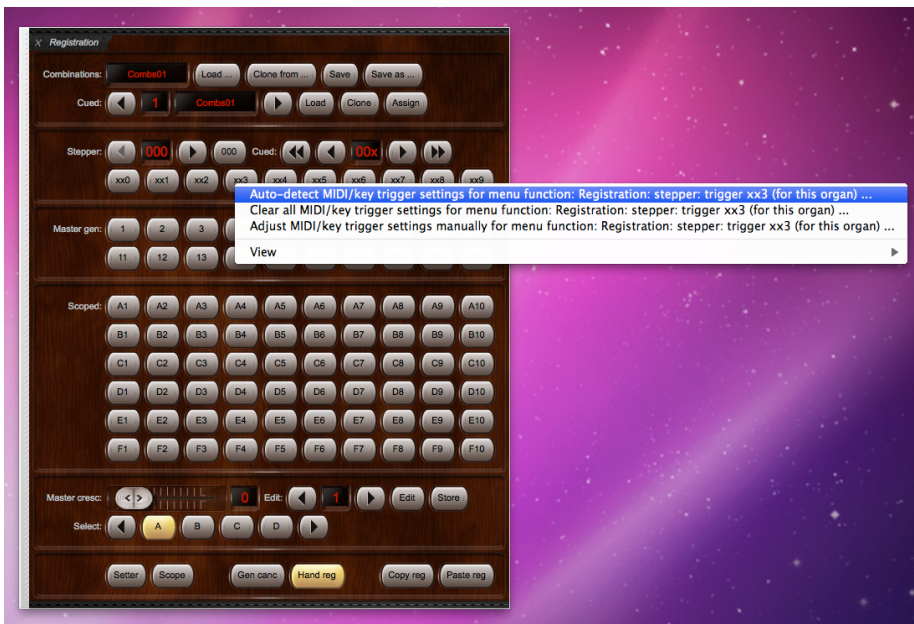 X Registration
Combinations: Combs01 Load ... Clone from ... Save Save as ...
Cued: 1 Combs01 Load Clone Assign
Stepper: 000 000 Cued: 00x
xx0 xx1 xx2 xx3 xx4 xx5 xx6 xx7 xx8 xx9
Auto-detect MIDI/key trigger settings for menu function: Registration: stepper: trigger xx3 (for this organ) ...
Clear all MIDI/key trigger settings for menu function: Registration: stepper: trigger xx3 (for this organ) ...
Master gen: 1 2 3 Adjust MIDI/key trigger settings manually for menu function: Registration: stepper: trigger xx3 (for this organ) ...
11 12 13 View
Scoped: A1 A2 A3 A4 A5 A6 A7 A8 A9 A10
B1 B2 B3 B4 B5 B6 B7 B8 B9 B10
C1 C2 C3 C4 C5 C6 C7 C8 C9 C10
D1 D2 D3 D4 D5 D6 D7 D8 D9 D10
E1 E2 E3 E4 E5 E6 E7 E8 E9 E10
F1 F2 F3 F4 F5 F6 F7 F8 F9 F10
Master cresc: < > 0 Edit: 1 Edit Store
Select: A B C D
Setter Scope Gen canc Hand reg Copy reg Paste reg